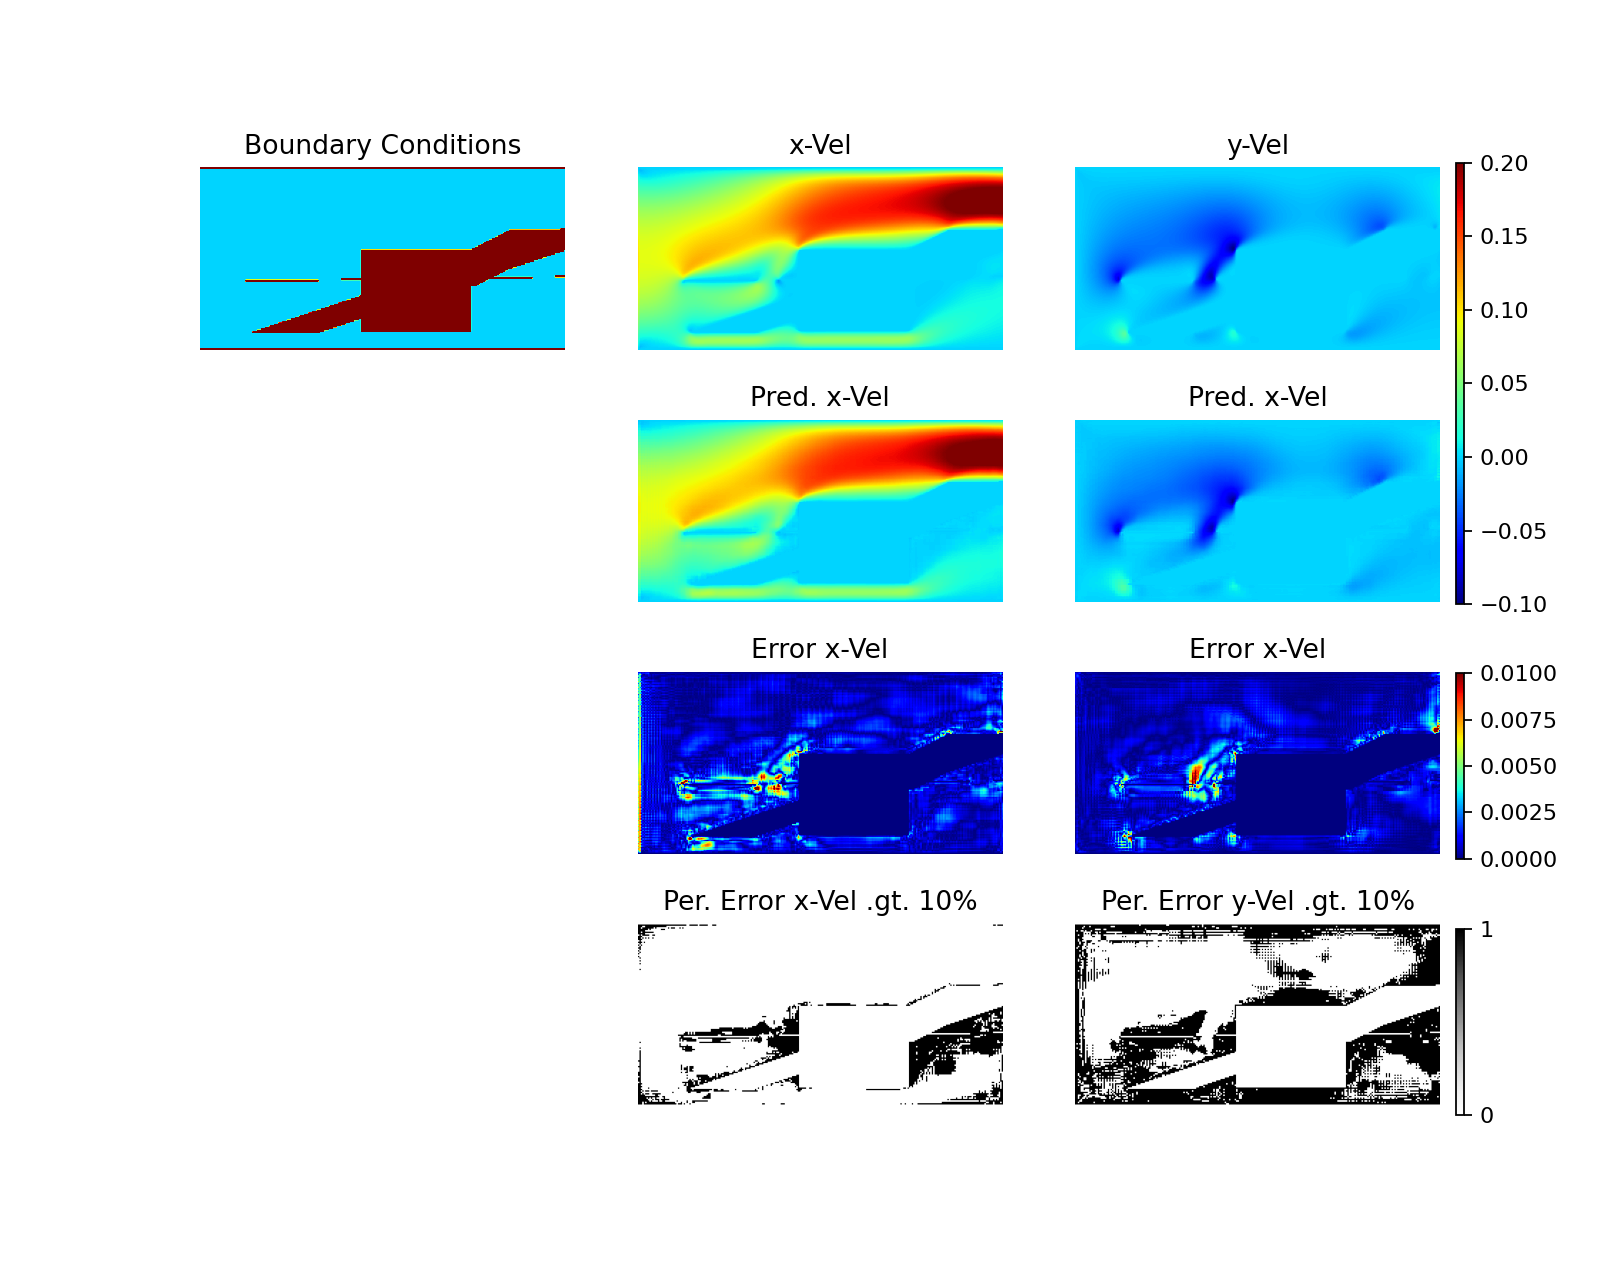 Boundary Conditions
x-Vel
y-Vel
0.20
0.15
0.10
0.05
0.00
−0.05
−0.10
Pred. x-Vel
Pred. x-Vel
Error x-Vel
Error x-Vel
0.0100
0.0075
0.0050
0.0025
0.0000
Per. Error x-Vel .gt. 10%
Per. Error y-Vel .gt. 10%
1
0